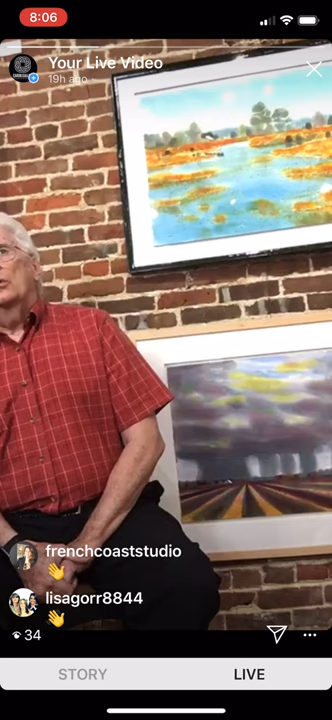 8:06
Your Live Video
19h ago
frenchcoaststudio
👋
lisagorr8844
👋
34
STORY LIVE